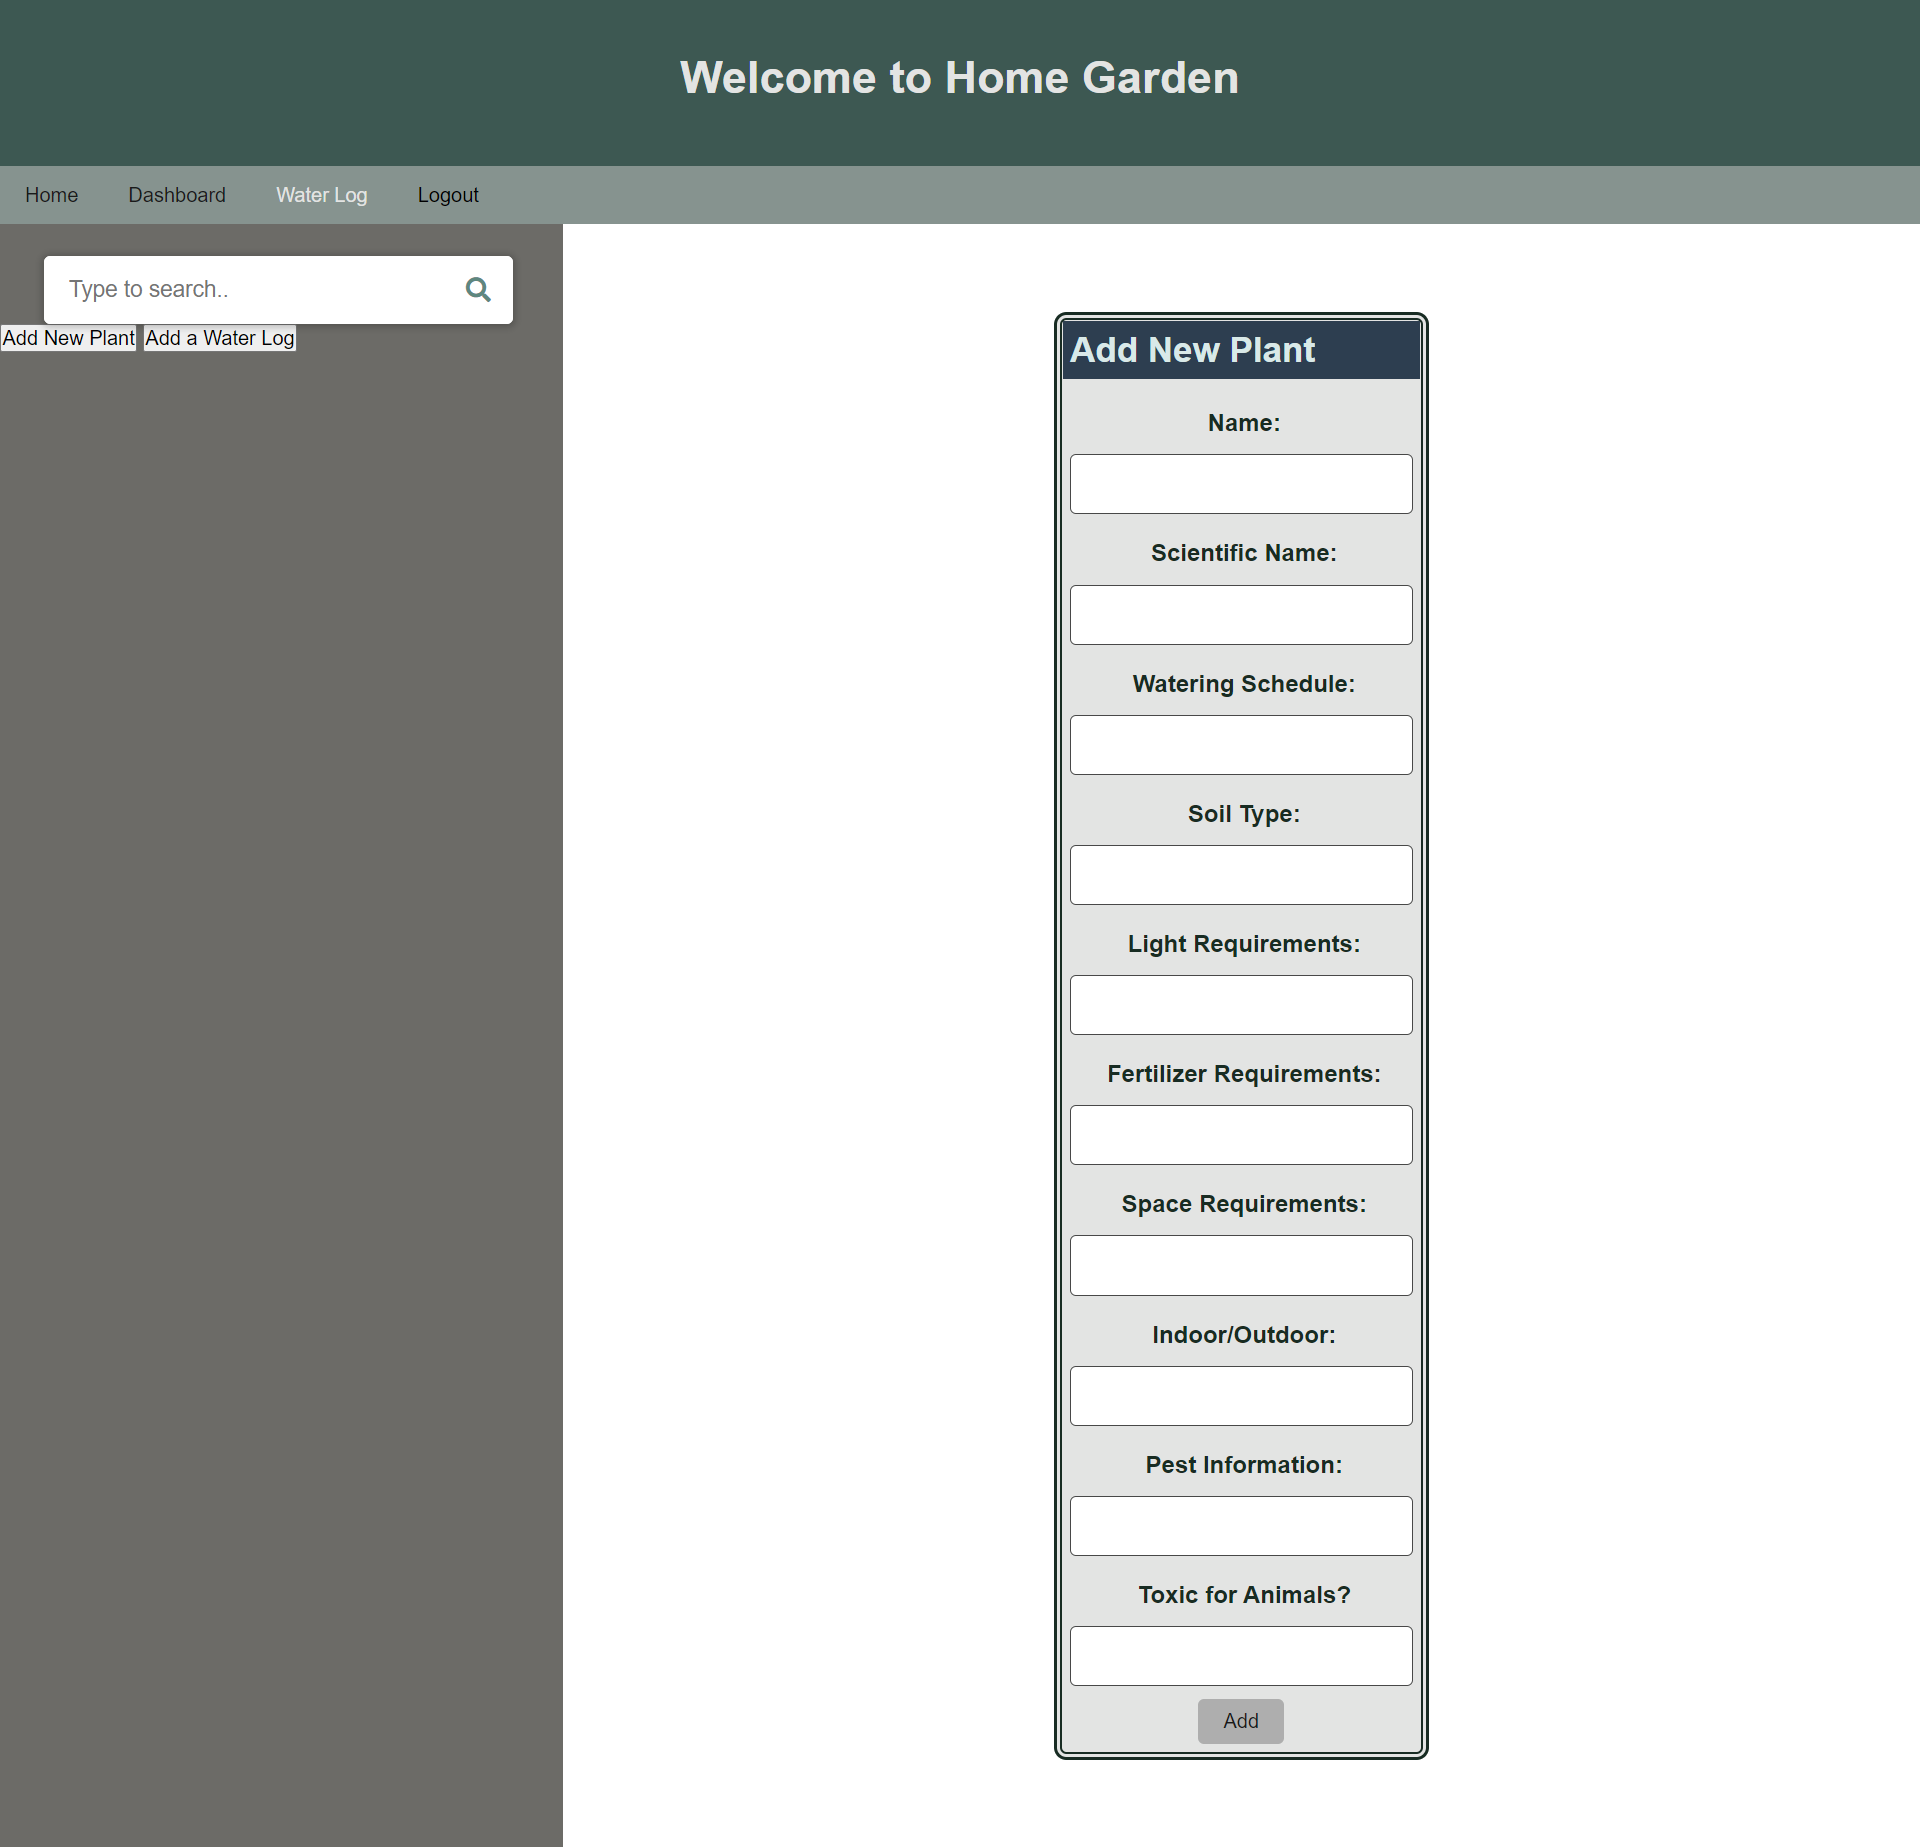 Welcome to Home Garden
Home Dashboard Water Log Logout
Type to search..
Add New Plant Add a Water Log
Add New Plant
Name:
Scientific Name:
Watering Schedule:
Soil Type:
Light Requirements:
Fertilizer Requirements:
Space Requirements:
Indoor/Outdoor:
Pest Information:
Toxic for Animals?
Add